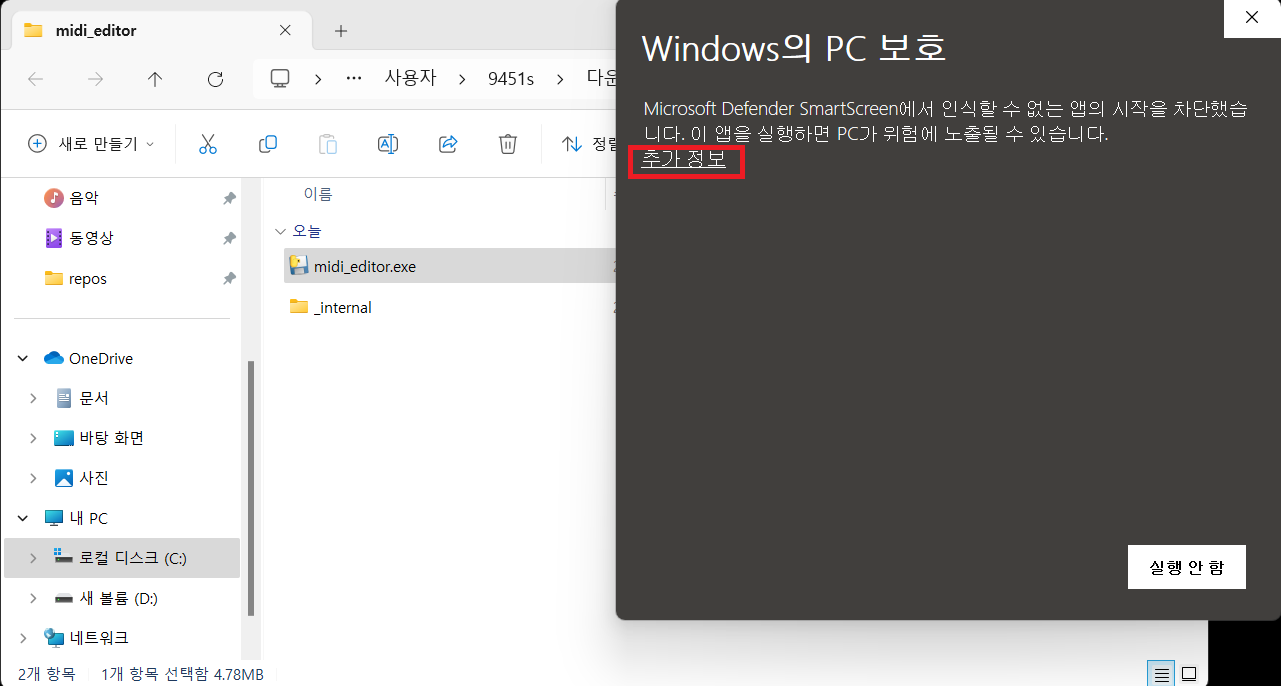 midi_editor
사용자
9451s
새로 만들기
음악
동영상
repos
OneDrive
문서
바탕 화면
사진
내 PC
로컬 디스크 (C:)
새 볼륨 (D:)
네트워크
이름
오늘
midi_editor.exe
_internal
2개 항목
1개 항목 선택함 4.78MB
Windows의 PC 보호
Microsoft Defender SmartScreen에서 인식할 수 없는 앱의 시작을 차단했습
니다. 이 앱을 실행하면 PC가 위험에 노출될 수 있습니다.
추가 정보
실행 안 함